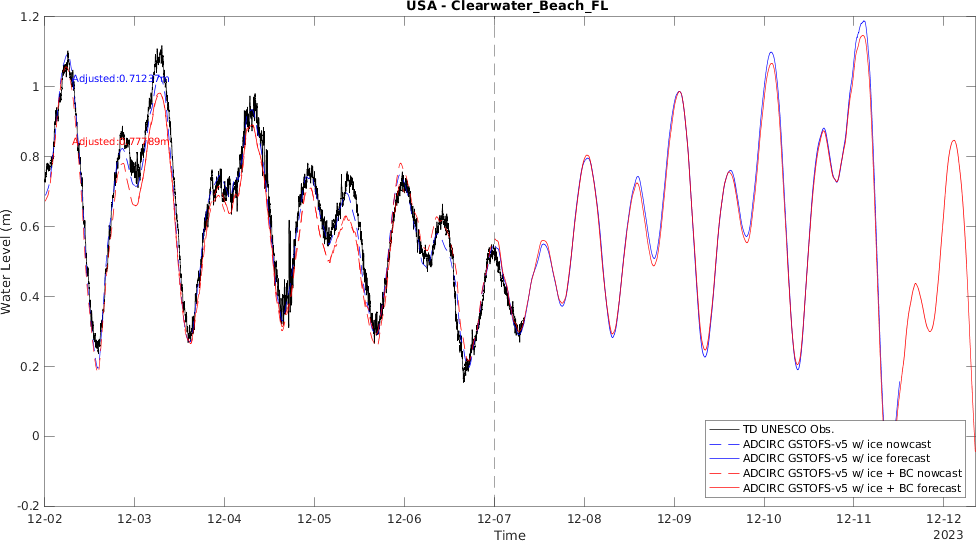 USA - Clearwater_Beach_FL
1.2
1
0.8
0.6
0.4
0.2
0
-0.2
Water Level (m)
Adjusted:0.71237m
Adjusted:0.77389m
TD UNESCO Obs.
ADCIRC GSTOFS-v5 w/ ice nowcast
ADCIRC GSTOFS-v5 w/ ice forecast
ADCIRC GSTOFS-v5 w/ ice + BC nowcast
ADCIRC GSTOFS-v5 w/ ice + BC forecast
12-02 12-03 12-04 12-05 12-06 12-07 12-08 12-09 12-10 12-11 12-12
Time 2023